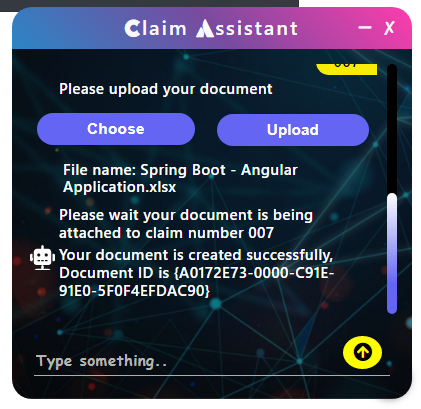 Claim Assistant
– X
007
Please upload your document
Choose Upload
File name: Spring Boot - Angular
Application.xlsx
Please wait your document is being
attached to claim number 007
Your document is created successfully,
Document ID is {A0172E73-0000-C91E-
91E0-5F0F4EFDAC90}
Type something..